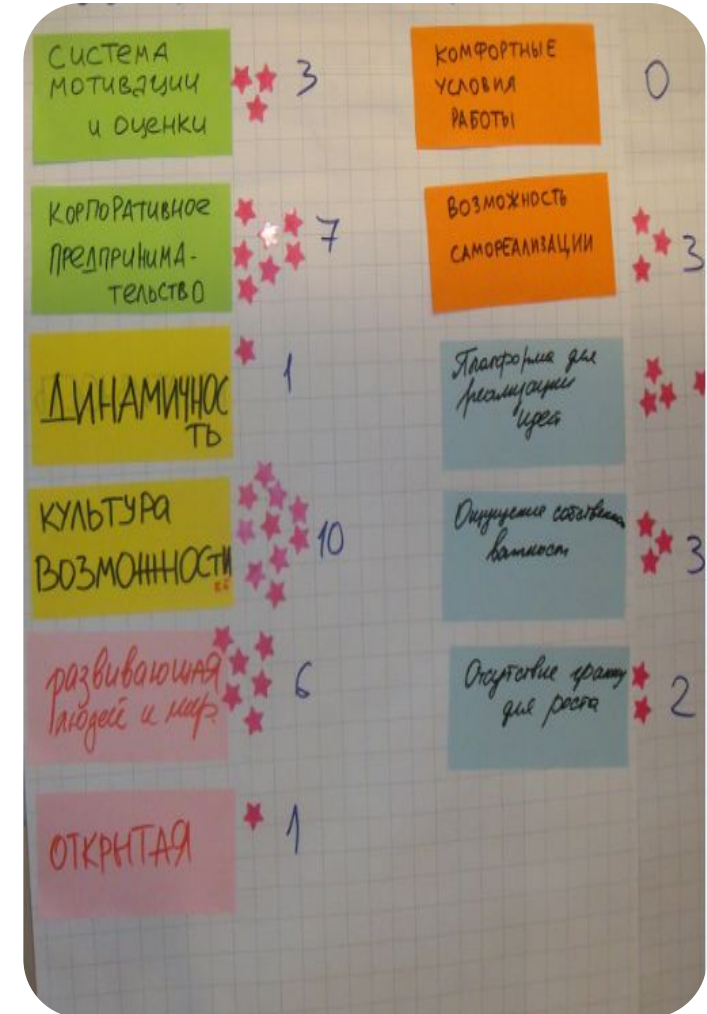 СИСТЕМА
МОТИВАЦИИ
и ОЦЕНКИ
3
КОРПОРАТИВНОЕ
ПРЕДПРИНИМА-
ТЕЛЬСТВО
7
ДИНАМИЧНОС
ТЬ
1
КУЛЬТУРА
ВОЗМОЖНОСТИ
10
развивающая
людей и мир
6
ОТКРЫТАЯ
1
КОМФОРТНЫЕ
УСЛОВИЯ
РАБОТЫ
0
ВОЗМОЖНОСТЬ
САМОРЕАЛИЗАЦИИ
3
Платформа для
реализации
идей
Ощущение собственной
важности
3
Отсутствие границ
для роста
2